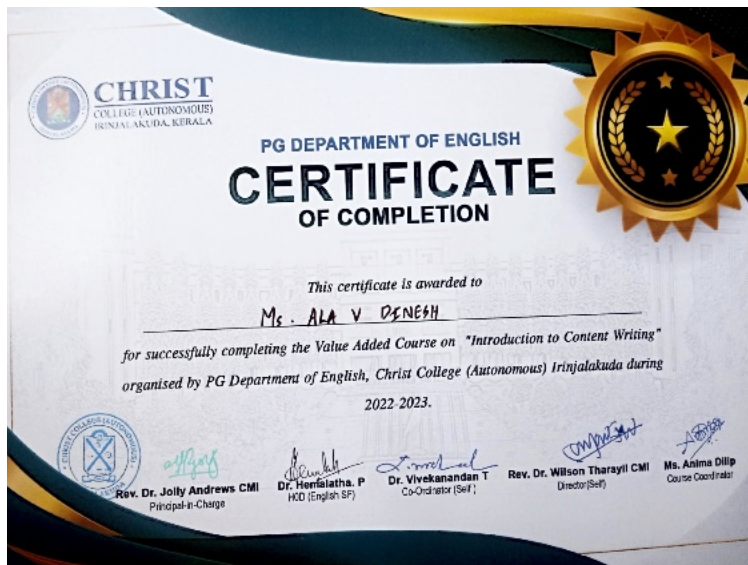 CHRIST
COLLEGE (AUTONOMOUS)
IRINJALAKUDA, KERALA
PG DEPARTMENT OF ENGLISH
CERTIFICATE
OF COMPLETION
This certificate is awarded to
Ms. ALA V DINESH
for successfully completing the Value Added Course on "Introduction to Content Writing"
organised by PG Department of English, Christ College (Autonomous) Irinjalakuda during
2022-2023.
CHRIST COLLEGE (AUTONOMOUS)
Rev. Dr. Jolly Andrews CMI
Principal-in-Charge
Dr. Hemalatha. P
HOD (English SF)
Dr. Vivekanandan T
Co-Ordinator (Self)
Rev. Dr. Wilson Tharayil CMI
Director(Self)
Ms. Anima Dilip
Course Coordinator